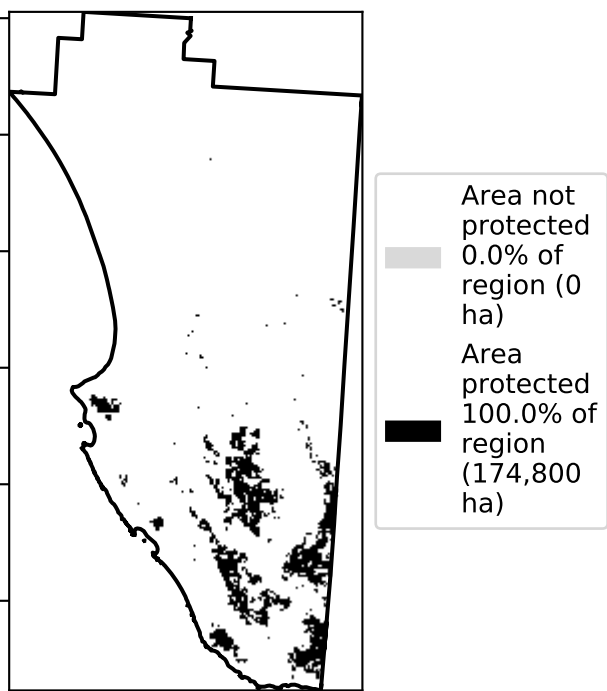 Area not
protected
0.0% of
region (0
ha)
Area
protected
100.0% of
region
(174,800
ha)